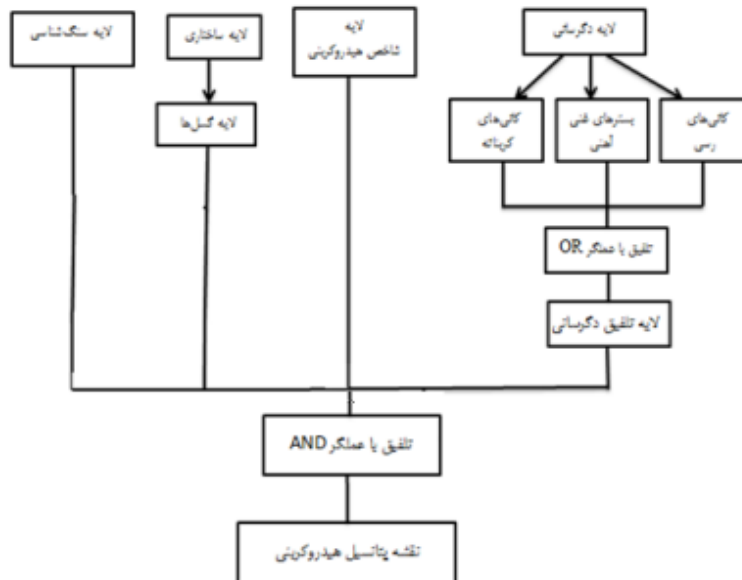 لایه سنگ‌شناسی
لایه ساختاری
لایه
شاخص هیدروکربنی
لایه دگرسانی
لایه گسل‌ها
کانی‌های
کربناته
بسترهای غنی
آهنی
کانی‌های
رسی
تلفیق با عملگر OR
لایه تلفیق دگرسانی
تلفیق با عملگر AND
نقشه پتانسیل هیدروکربنی